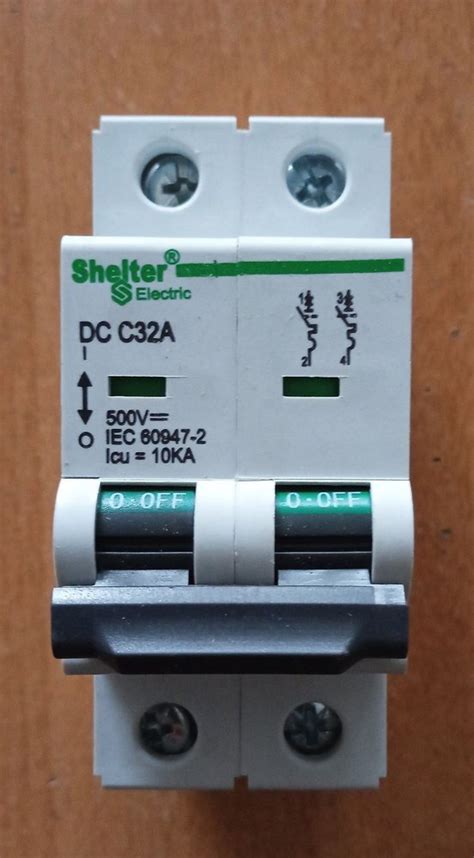 Shelter®
S Electric
DC C32A
1 3
2 4
I
O
500V⎓
IEC 60947-2
Icu = 10KA
O·OFF O·OFF